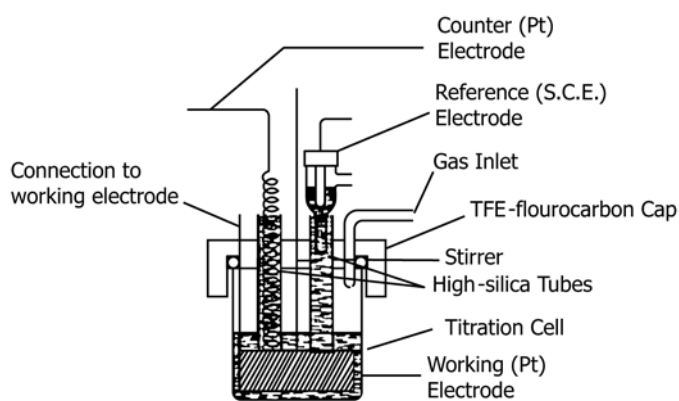 Counter (Pt)
Electrode
Reference (S.C.E.)
Electrode
Gas Inlet
Connection to
working electrode
TFE-flourocarbon Cap
Stirrer
High-silica Tubes
Titration Cell
Working (Pt)
Electrode